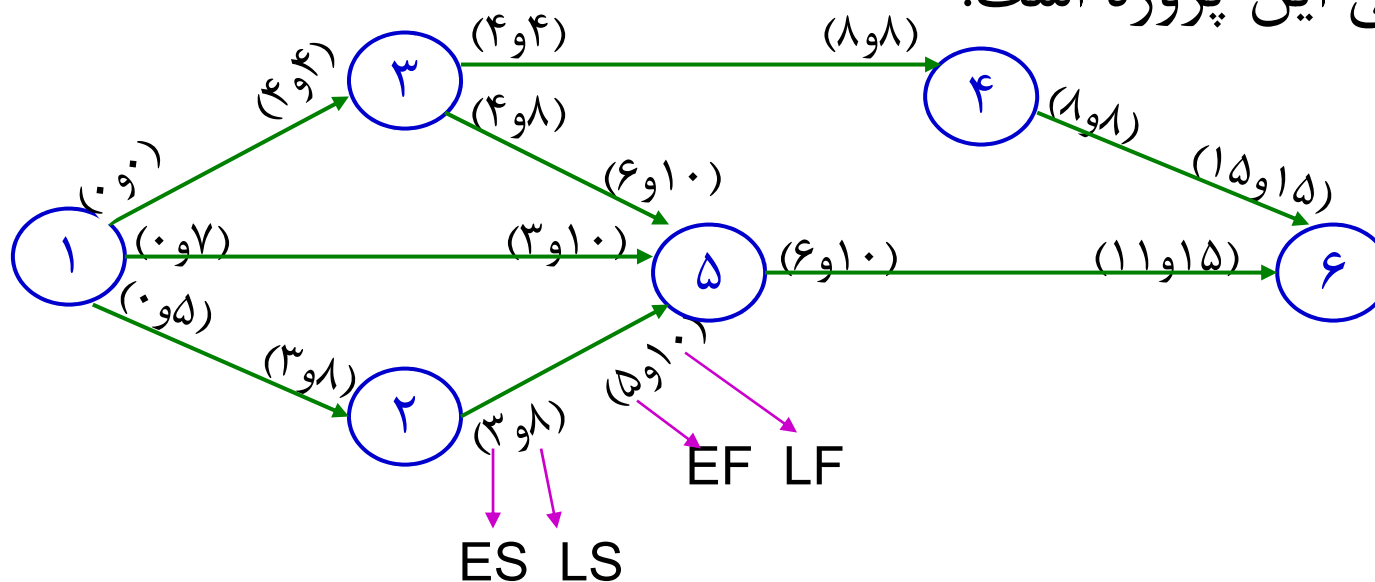 این پروژه است.
(۴و۴) (۸و۸)
۳
۴
(۴و۴)
(۴و۸)
(۸و۸)
(۰و۰)
(۶و۱۰)
(۱۵و۱۵)
۱
(۰و۷) (۳و۱۰)
۵
(۶و۱۰) (۱۱و۱۵)
۶
(۰و۵)
(۳و۸)
۲
(۵و۱۰)
(۳و۸)
EF LF
ES LS